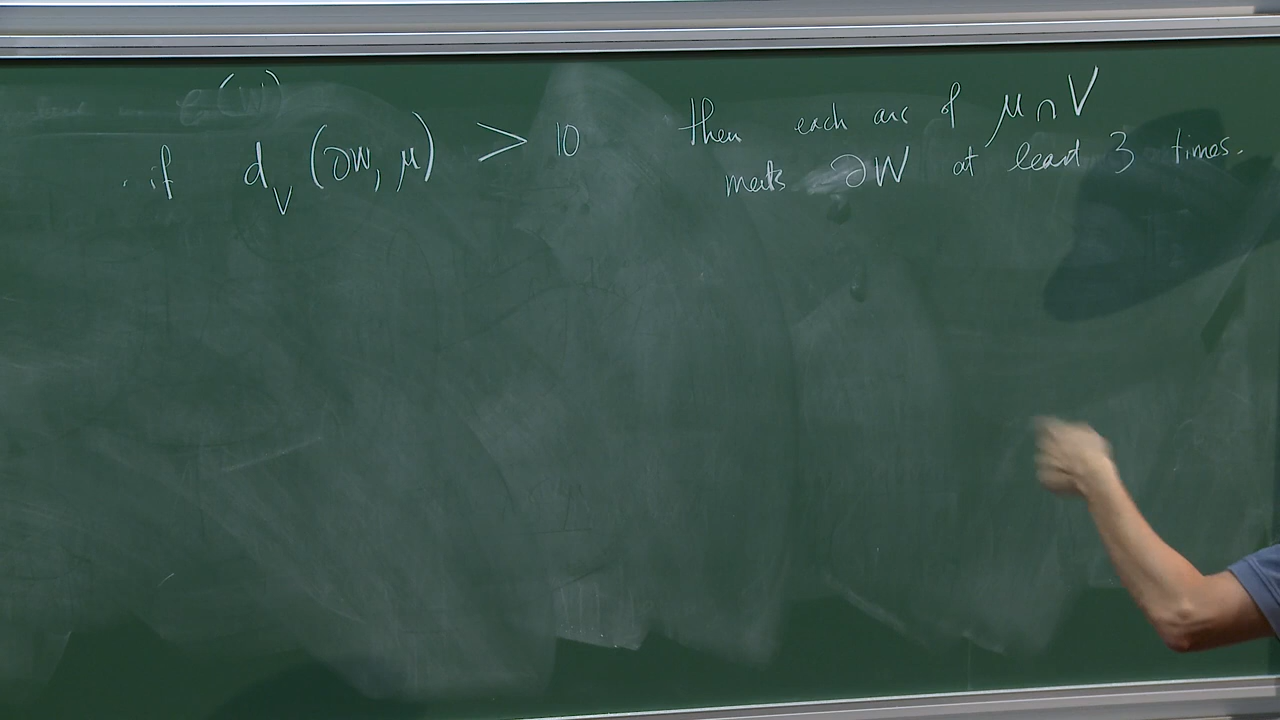 if d_V (∂W, μ) > 10 then each arc of μ ∩ V
meets ∂W at least 3 times.